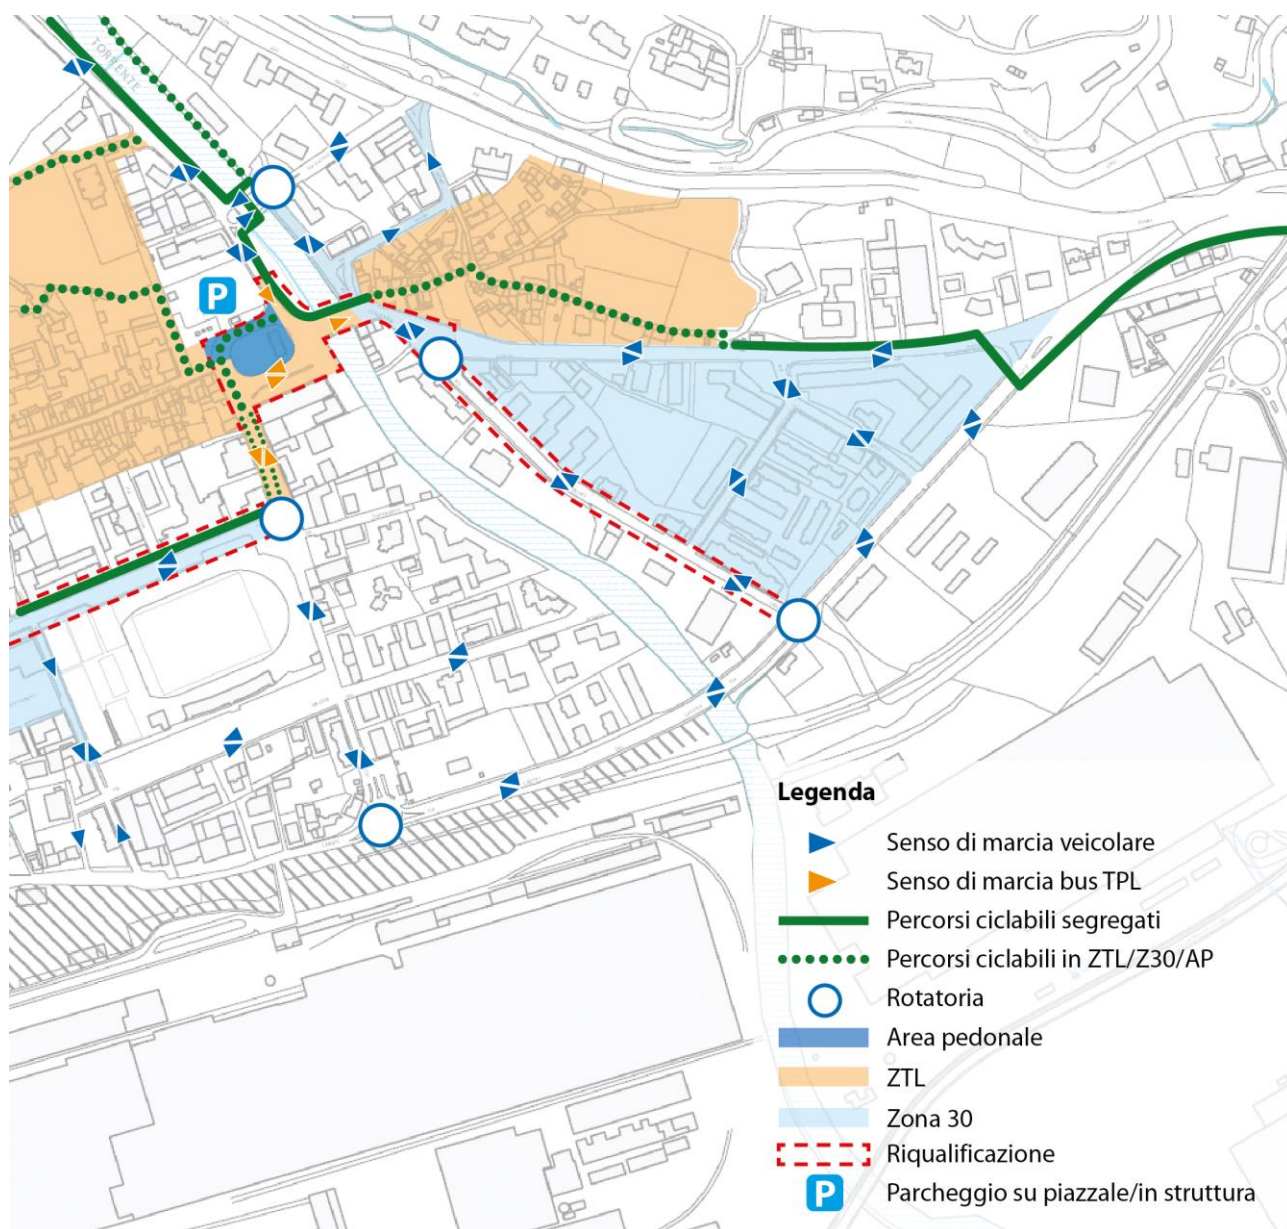 TORRENTE
P
Legenda
Senso di marcia veicolare
Senso di marcia bus TPL
Percorsi ciclabili segregati
Percorsi ciclabili in ZTL/Z30/AP
Rotatoria
Area pedonale
ZTL
Zona 30
Riqualificazione
P Parcheggio su piazzale/in struttura